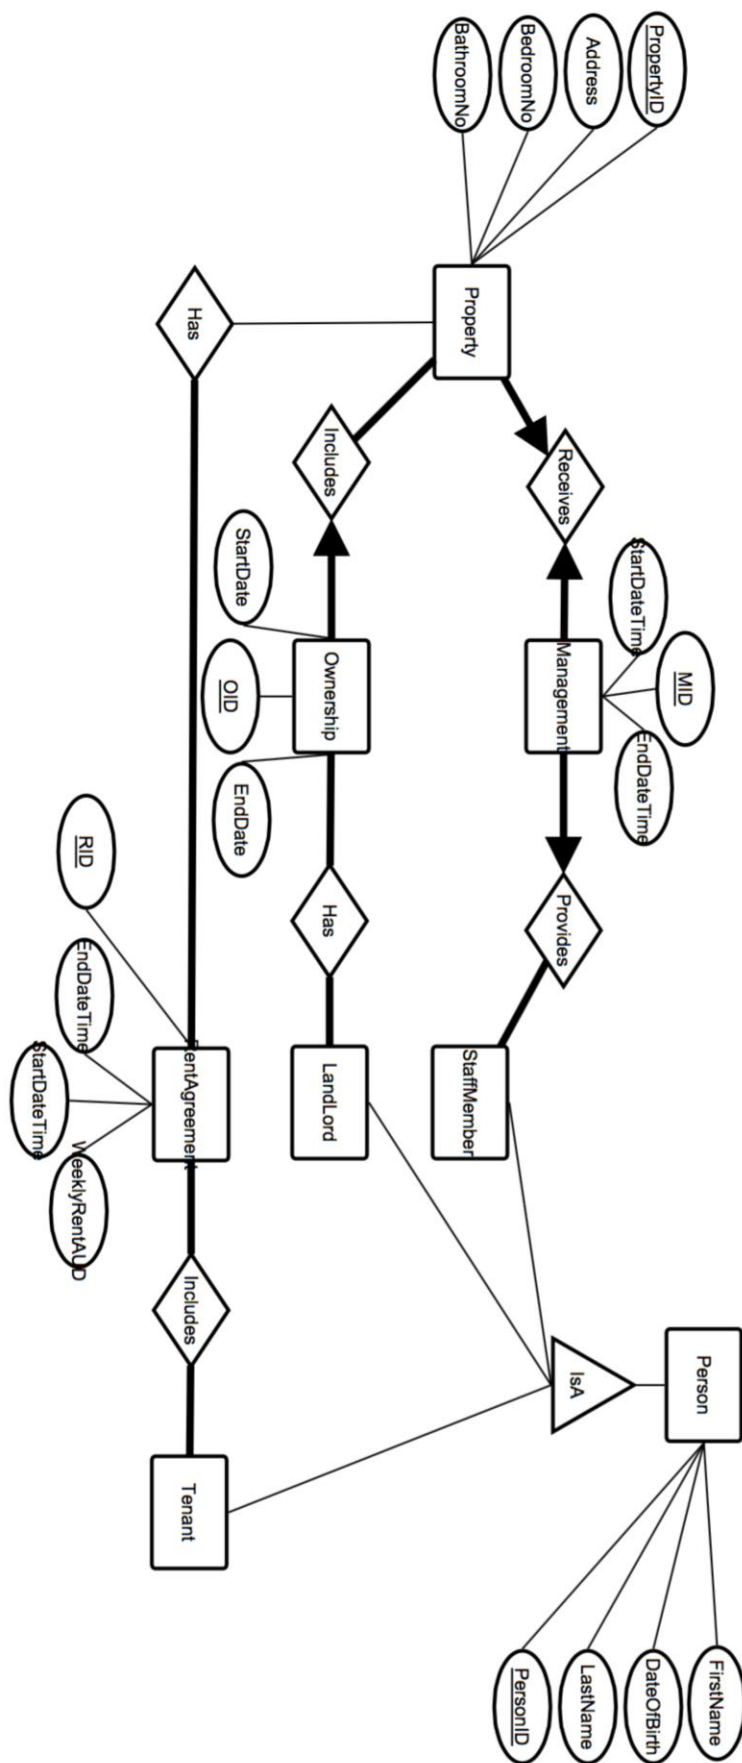 PropertyID
Address
BedroomNo
BathroomNo
Property
Has
Includes
Receives
StartDateTime
MID
EndDateTime
Management
StartDate
OID
EndDate
Ownership
Provides
Has
RID
EndDateTime
StartDateTime
WeeklyRentAUD
RentAgreement
LandLord
StaffMember
Includes
IsA
Person
Tenant
FirstName
DateOfBirth
LastName
PersonID